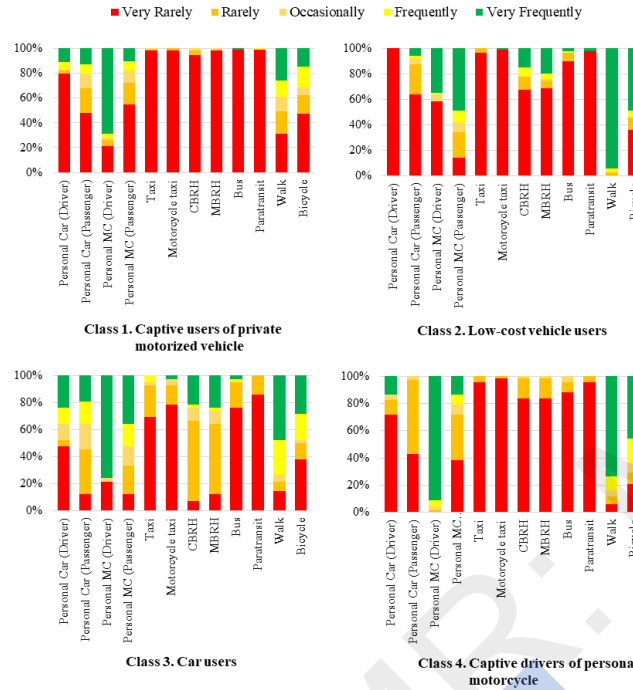 Very Rarely Rarely Occasionally Frequently Very Frequently
100%
80%
60%
40%
20%
0%
Personal Car (Driver)
Personal Car (Passenger)
Personal MC (Driver)
Personal MC (Passenger)
Taxi
Motorcycle taxi
CBRH
MBRH
Bus
Paratransit
Walk
Bicycle
Class 1. Captive users of private
motorized vehicle
100%
80%
60%
40%
20%
0%
Personal Car (Driver)
Personal Car (Passenger)
Personal MC (Driver)
Personal MC (Passenger)
Taxi
Motorcycle taxi
CBRH
MBRH
Bus
Paratransit
Walk
Bicycle
Class 2. Low-cost vehicle users
100%
80%
60%
40%
20%
0%
Personal Car (Driver)
Personal Car (Passenger)
Personal MC (Driver)
Personal MC (Passenger)
Taxi
Motorcycle taxi
CBRH
MBRH
Bus
Paratransit
Walk
Bicycle
Class 3. Car users
100%
80%
60%
40%
20%
0%
Personal Car (Driver)
Personal Car (Passenger)
Personal MC (Driver)
Personal MC...
Taxi
Motorcycle taxi
CBRH
MBRH
Bus
Paratransit
Walk
Bicycle
Class 4. Captive drivers of persona
motorcycle